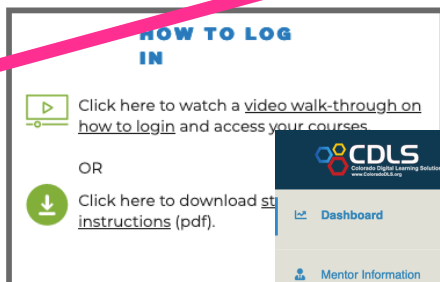 HOW TO LOG
IN
Click here to watch a video walk-through on
how to login and access your courses.
OR
Click here to download
instructions (pdf).
CDLS
Colorado Digital Learning Solution
www.ColoradoDLS.org
Dashboard
Mentor Information